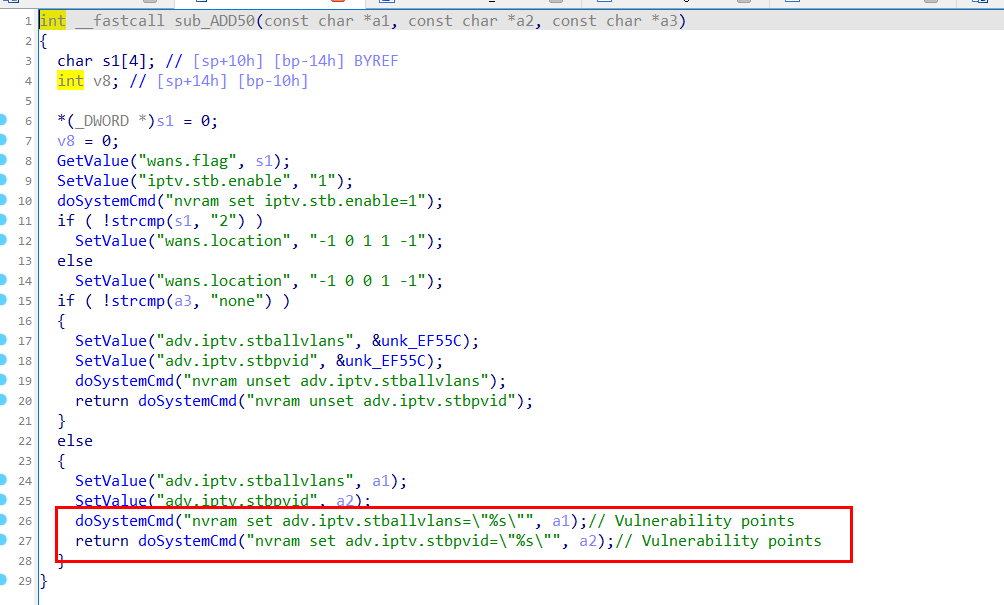 1 int __fastcall sub_ADD50(const char *a1, const char *a2, const char *a3)
2 {
3 char s1[4]; // [sp+10h] [bp-14h] BYREF
4 int v8; // [sp+14h] [bp-10h]
5
6 *(_DWORD *)s1 = 0;
7 v8 = 0;
8 GetValue("wans.flag", s1);
9 SetValue("iptv.stb.enable", "1");
10 doSystemCmd("nvram set iptv.stb.enable=1");
11 if ( !strcmp(s1, "2") )
12 SetValue("wans.location", "-1 0 1 1 -1");
13 else
14 SetValue("wans.location", "-1 0 0 1 -1");
15 if ( !strcmp(a3, "none") )
16 {
17 SetValue("adv.iptv.stballvlans", &unk_EF55C);
18 SetValue("adv.iptv.stbpvid", &unk_EF55C);
19 doSystemCmd("nvram unset adv.iptv.stballvlans");
20 return doSystemCmd("nvram unset adv.iptv.stbpvid");
21 }
22 else
23 {
24 SetValue("adv.iptv.stballvlans", a1);
25 SetValue("adv.iptv.stbpvid", a2);
26 doSystemCmd("nvram set adv.iptv.stballvlans=\"%s\"", a1);// Vulnerability points
27 return doSystemCmd("nvram set adv.iptv.stbpvid=\"%s\"", a2);// Vulnerability points
28 }
29 }